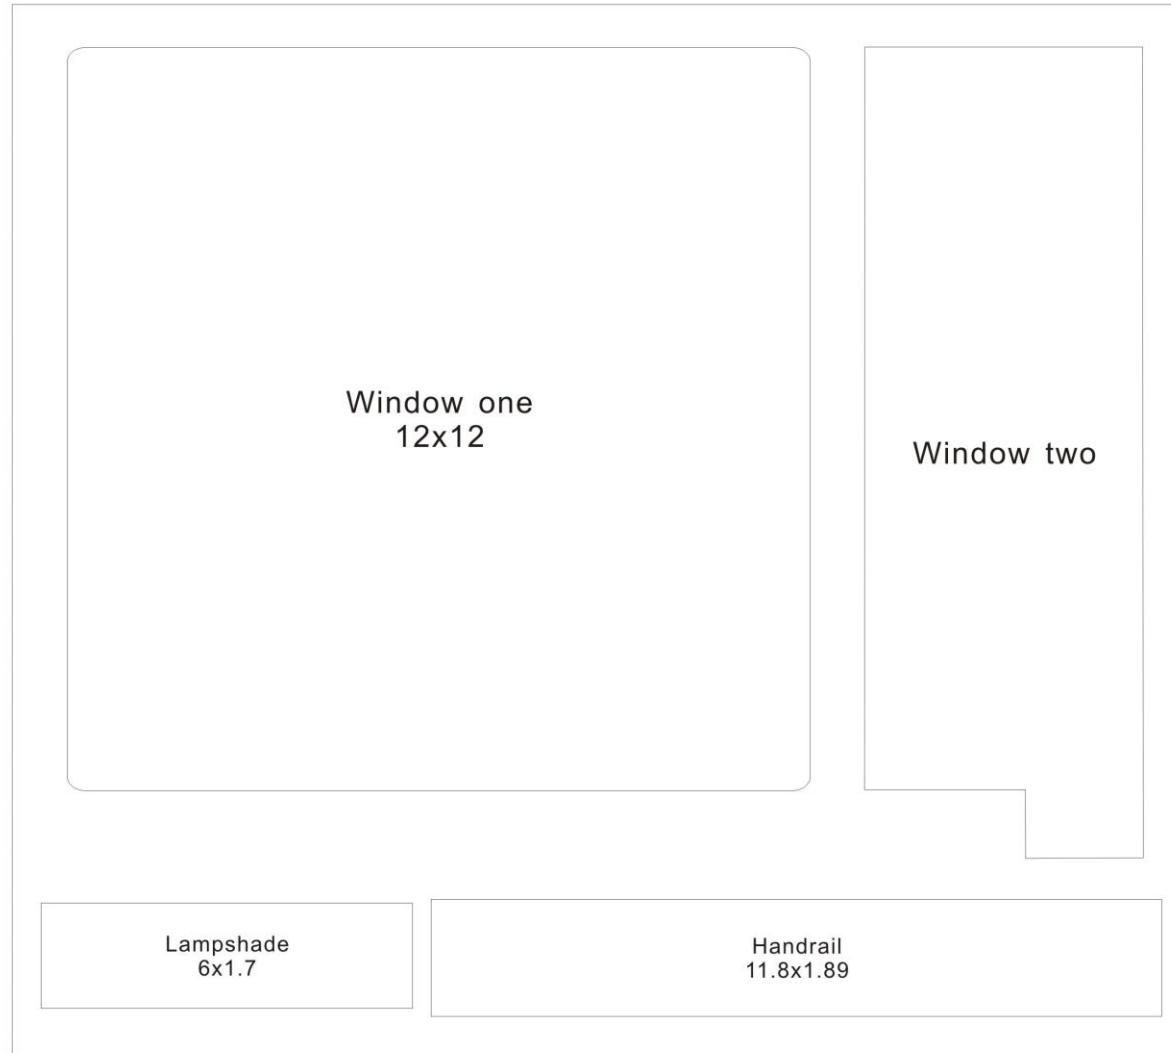 Window one
12x12
Window two
Lampshade
6x1.7
Handrail
11.8x1.89